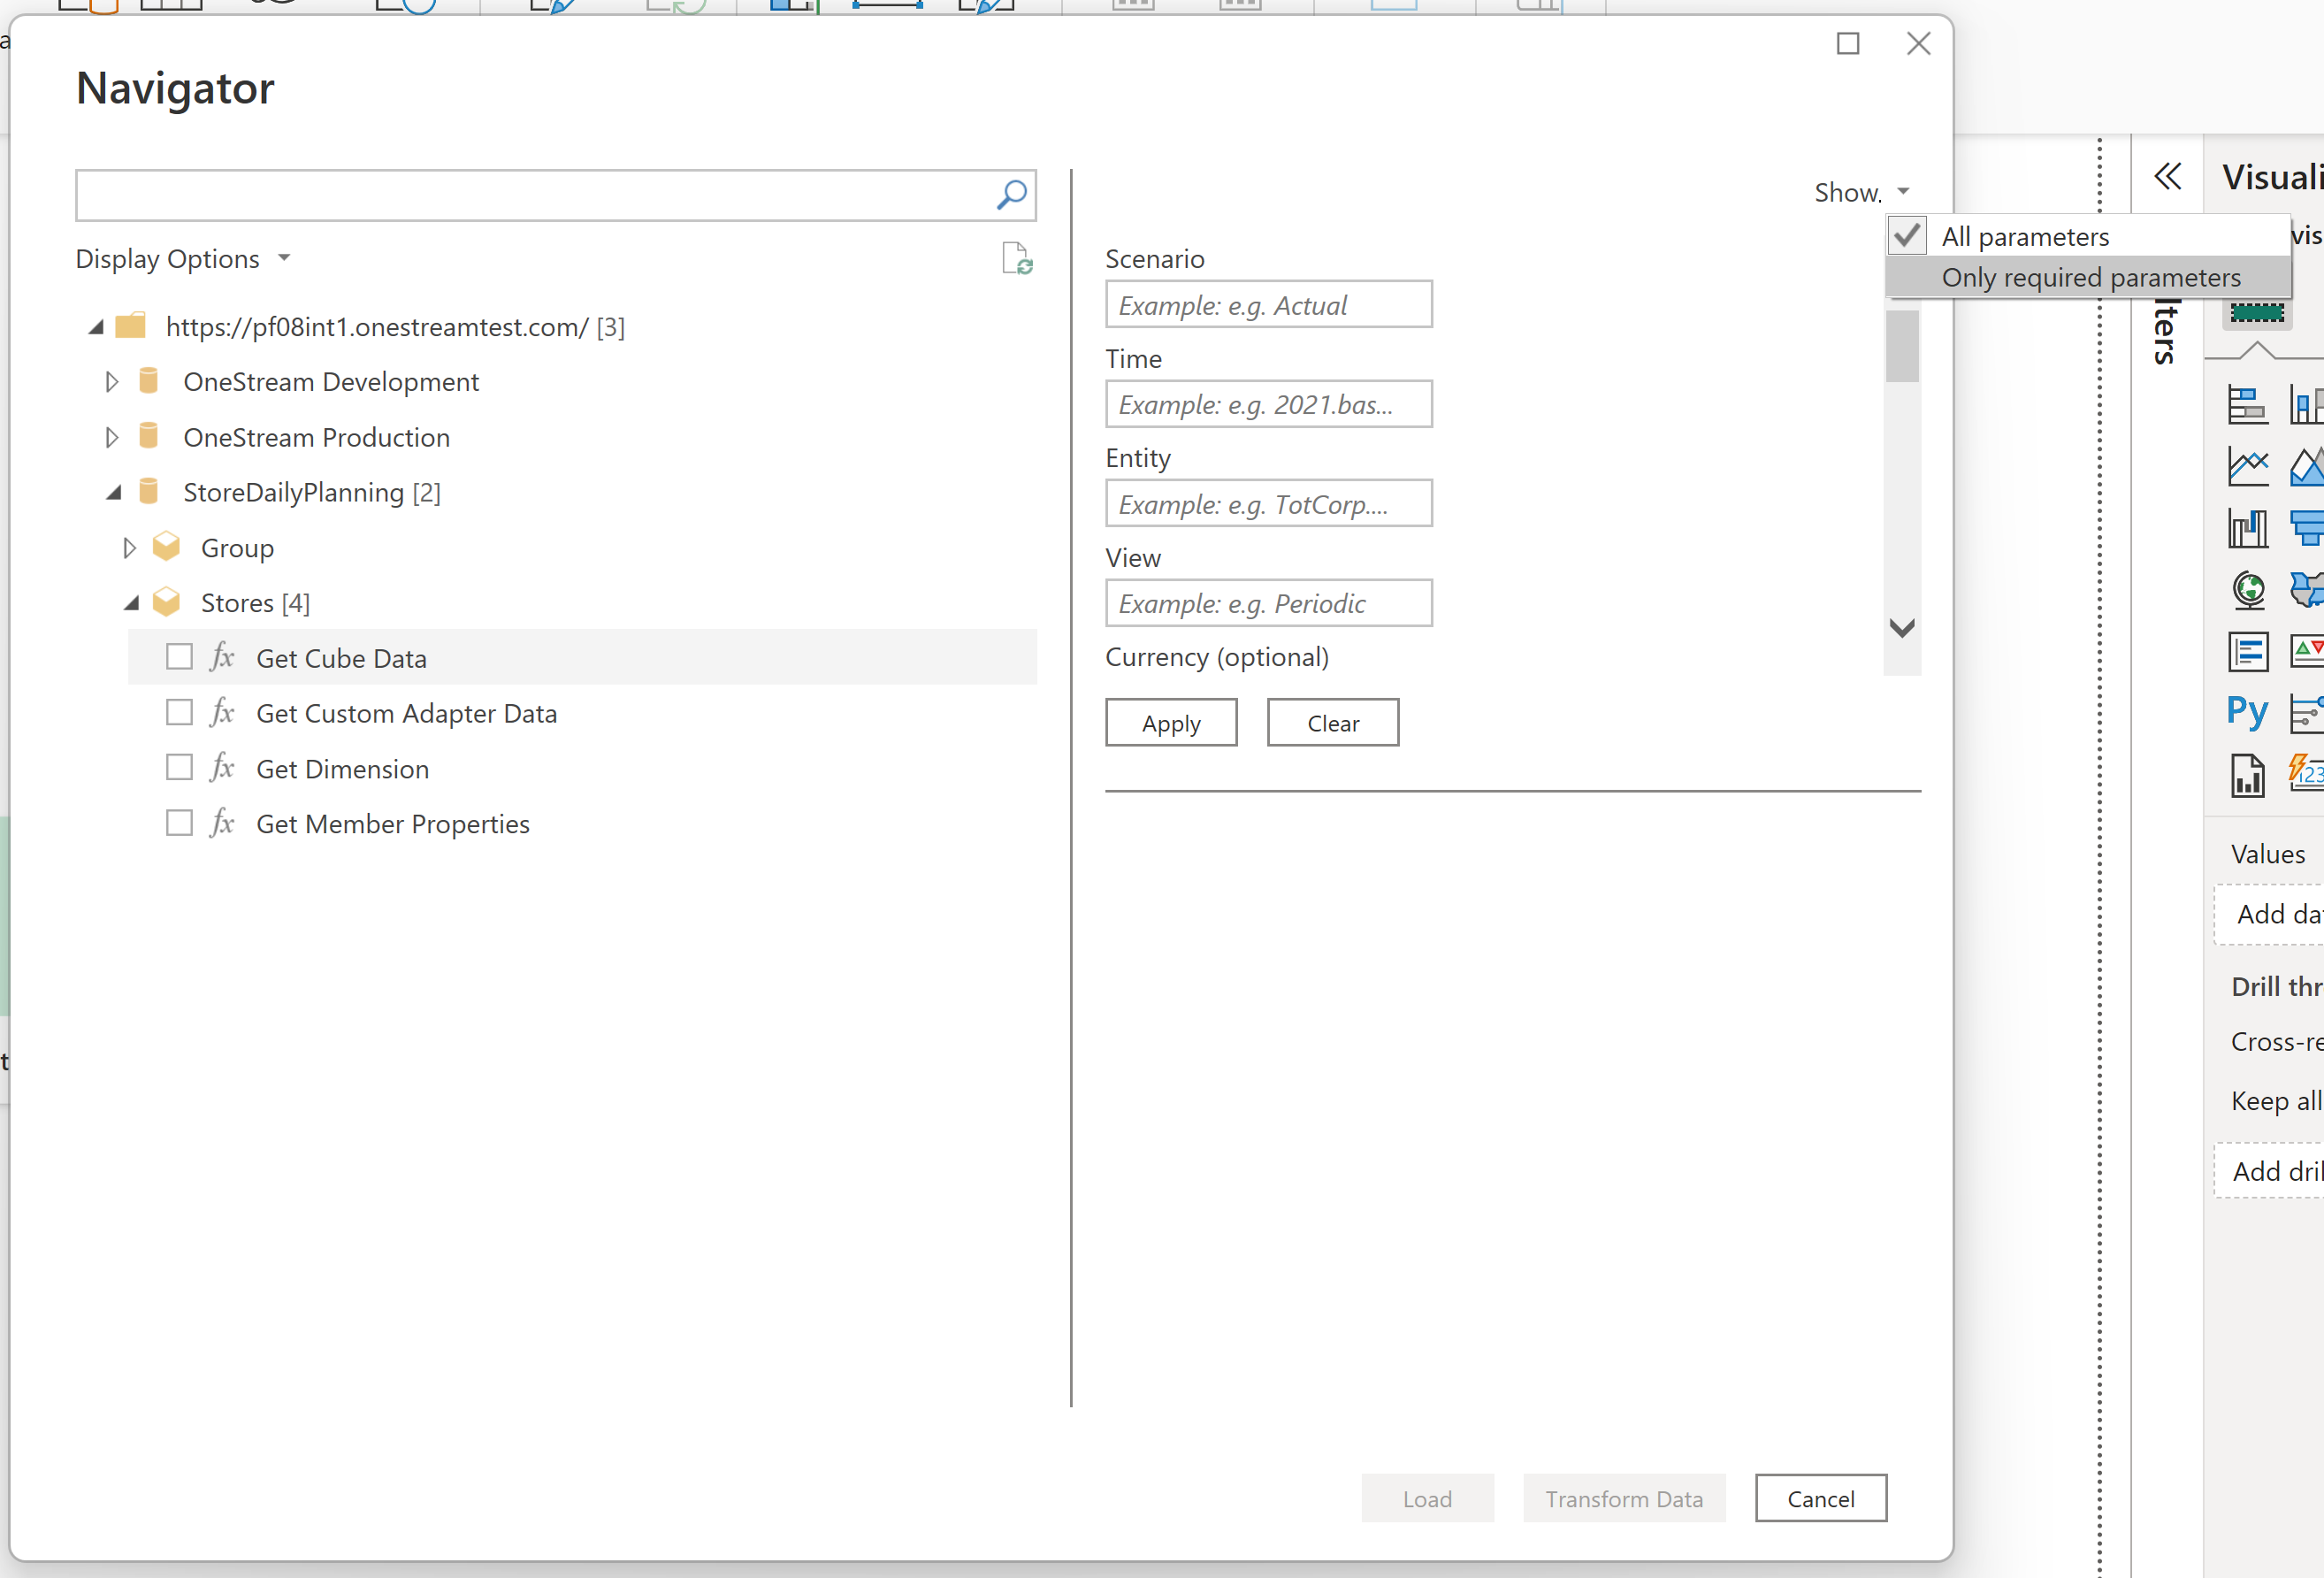 Navigator
Display Options
https://pf08int1.onestreamtest.com/ [3]
OneStream Development
OneStream Production
StoreDailyPlanning [2]
Group
Stores [4]
fx Get Cube Data
fx Get Custom Adapter Data
fx Get Dimension
fx Get Member Properties
Show.
All parameters
Only required parameters
Scenario
Example: e.g. Actual
Time
Example: e.g. 2021.bas...
Entity
Example: e.g. TotCorp....
View
Example: e.g. Periodic
Currency (optional)
Apply
Clear
Load
Transform Data
Cancel
Visuali
vis
lters
Py
123
Values
Add dat
Drill thr
Cross-re
Keep all
Add dril